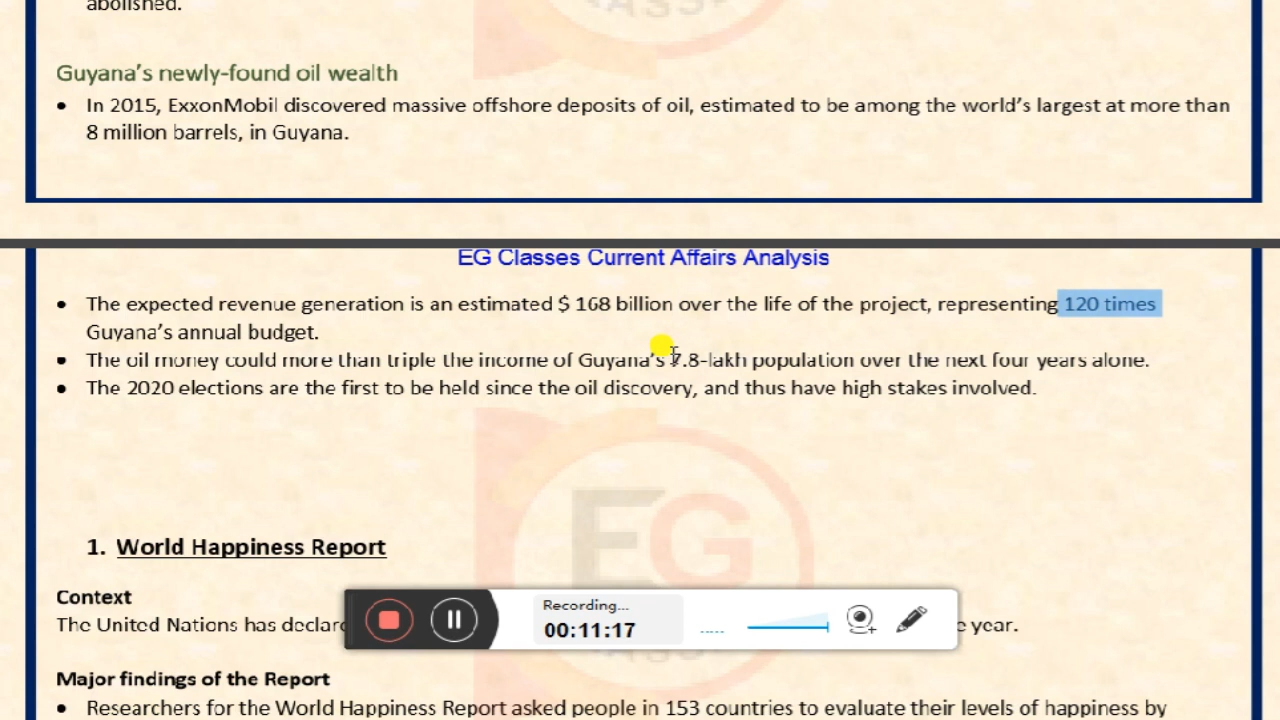 abolished.
Guyana's newly-found oil wealth
• In 2015, ExxonMobil discovered massive offshore deposits of oil, estimated to be among the world's largest at more than
8 million barrels, in Guyana.
EG Classes Current Affairs Analysis
• The expected revenue generation is an estimated $ 168 billion over the life of the project, representing 120 times
Guyana's annual budget.
• The oil money could more than triple the income of Guyana's 7.8-lakh population over the next four years alone.
• The 2020 elections are the first to be held since the oil discovery, and thus have high stakes involved.
EG
1. World Happiness Report
Context
The United Nations has declar e year.
Recording...
00:11:17
Major findings of the Report
• Researchers for the World Happiness Report asked people in 153 countries to evaluate their levels of happiness by